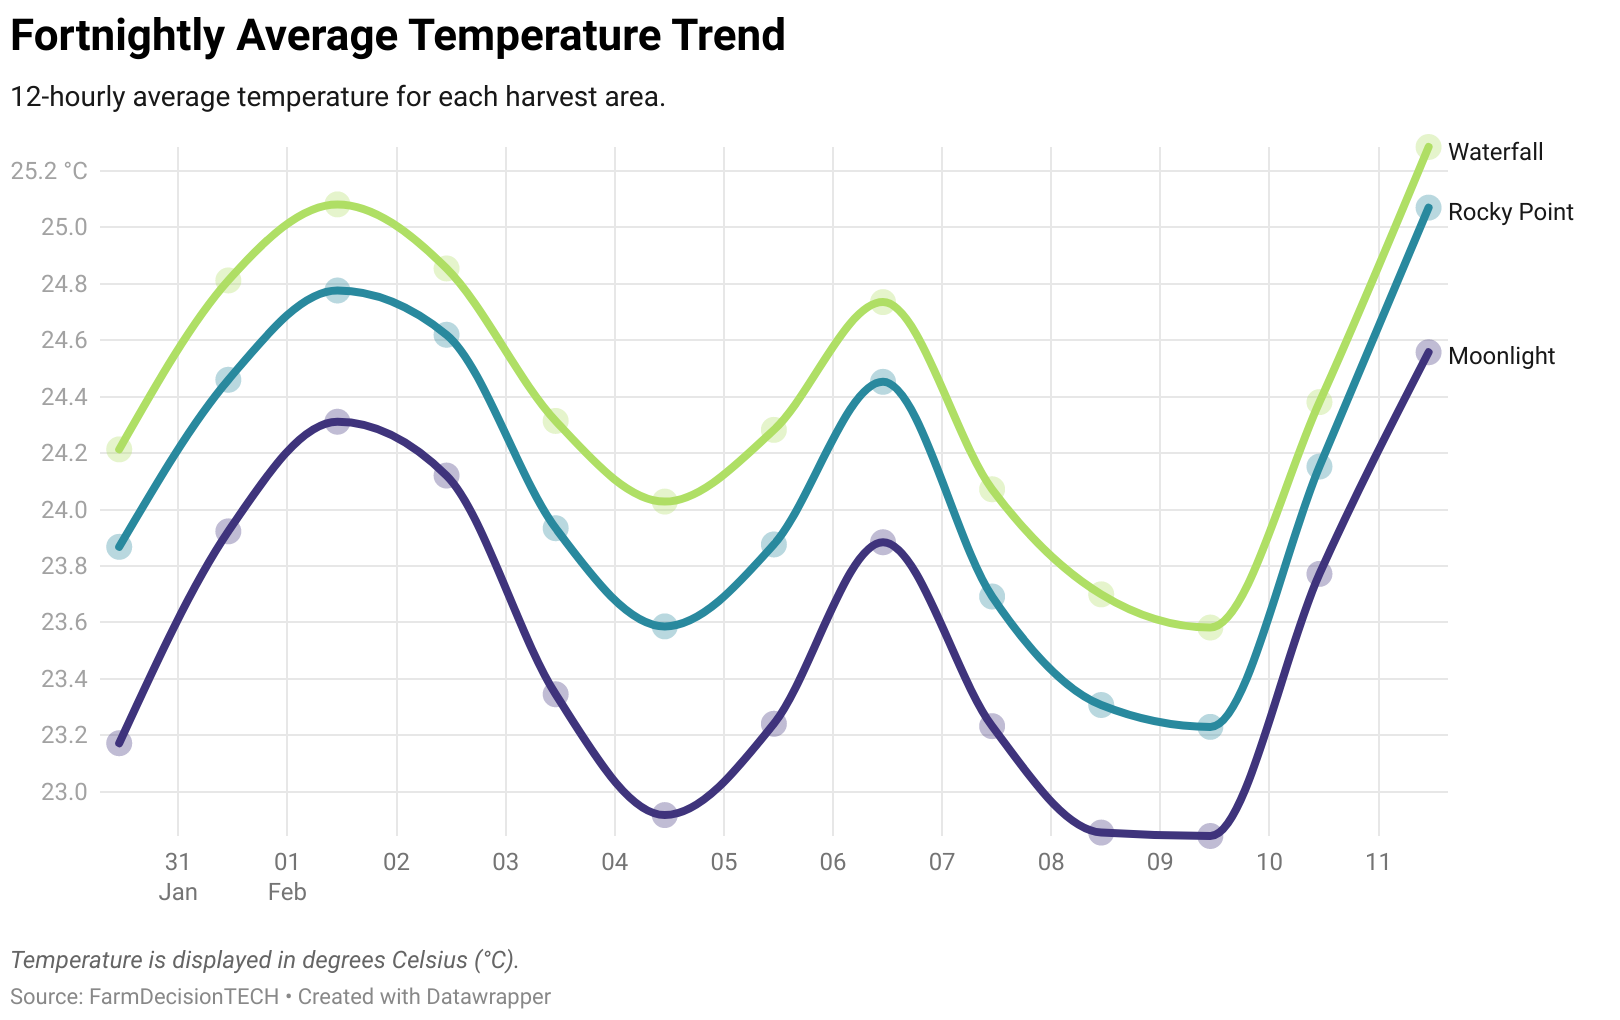 Fortnightly Average Temperature Trend
12-hourly average temperature for each harvest area.
25.2 °C
25.0
24.8
24.6
24.4
24.2
24.0
23.8
23.6
23.4
23.2
23.0
Waterfall
Rocky Point
Moonlight
31 01 02 03 04 05 06 07 08 09 10 11
Jan Feb
Temperature is displayed in degrees Celsius (°C).
Source: FarmDecisionTECH • Created with Datawrapper